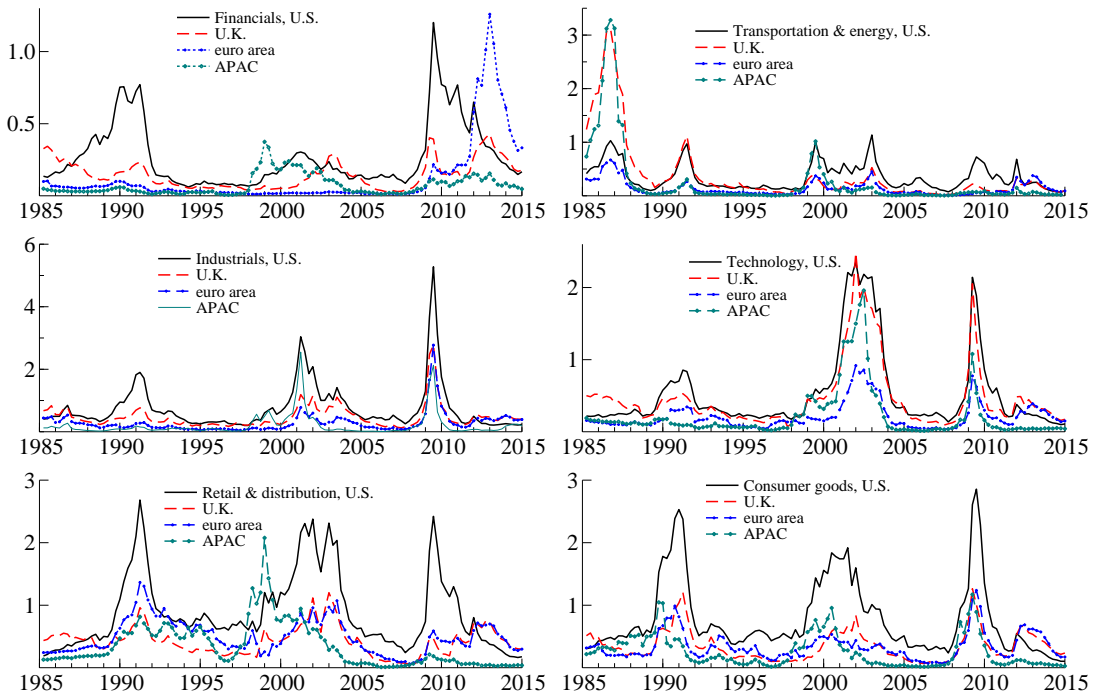 Financials, U.S.
U.K.
euro area
APAC
1.0
0.5
1985 1990 1995 2000 2005 2010 2015
Transportation & energy, U.S.
U.K.
euro area
APAC
3
2
1
1985 1990 1995 2000 2005 2010 2015
Industrials, U.S.
U.K.
euro area
APAC
6
4
2
1985 1990 1995 2000 2005 2010 2015
Technology, U.S.
U.K.
euro area
APAC
2
1
1985 1990 1995 2000 2005 2010 2015
Retail & distribution, U.S.
U.K.
euro area
APAC
3
2
1
1985 1990 1995 2000 2005 2010 2015
Consumer goods, U.S.
U.K.
euro area
APAC
3
2
1
1985 1990 1995 2000 2005 2010 2015